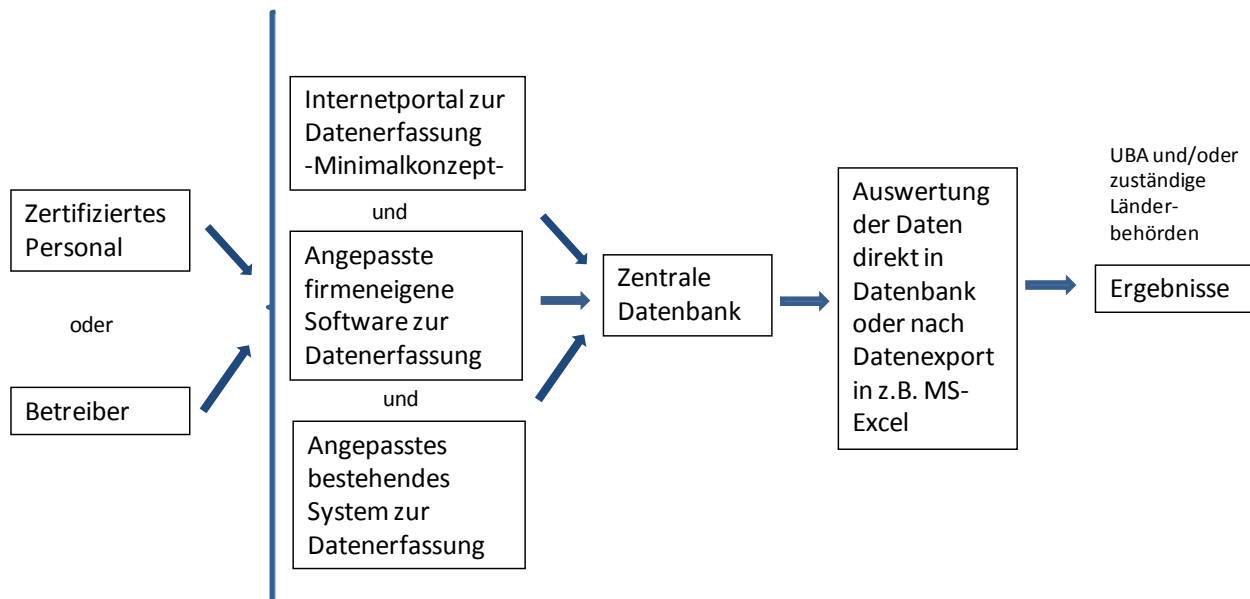 Zertifiziertes
Personal
oder
Betreiber
Internetportal zur
Datenerfassung
-Minimalkonzept-
und
Angepasste
firmeneigene
Software zur
Datenerfassung
und
Angepasstes
bestehendes
System zur
Datenerfassung
Zentrale
Datenbank
Auswertung
der Daten
direkt in
Datenbank
oder nach
Datenexport
in z.B. MS-
Excel
UBA und/oder
zuständige
Länder-
behörden
Ergebnisse